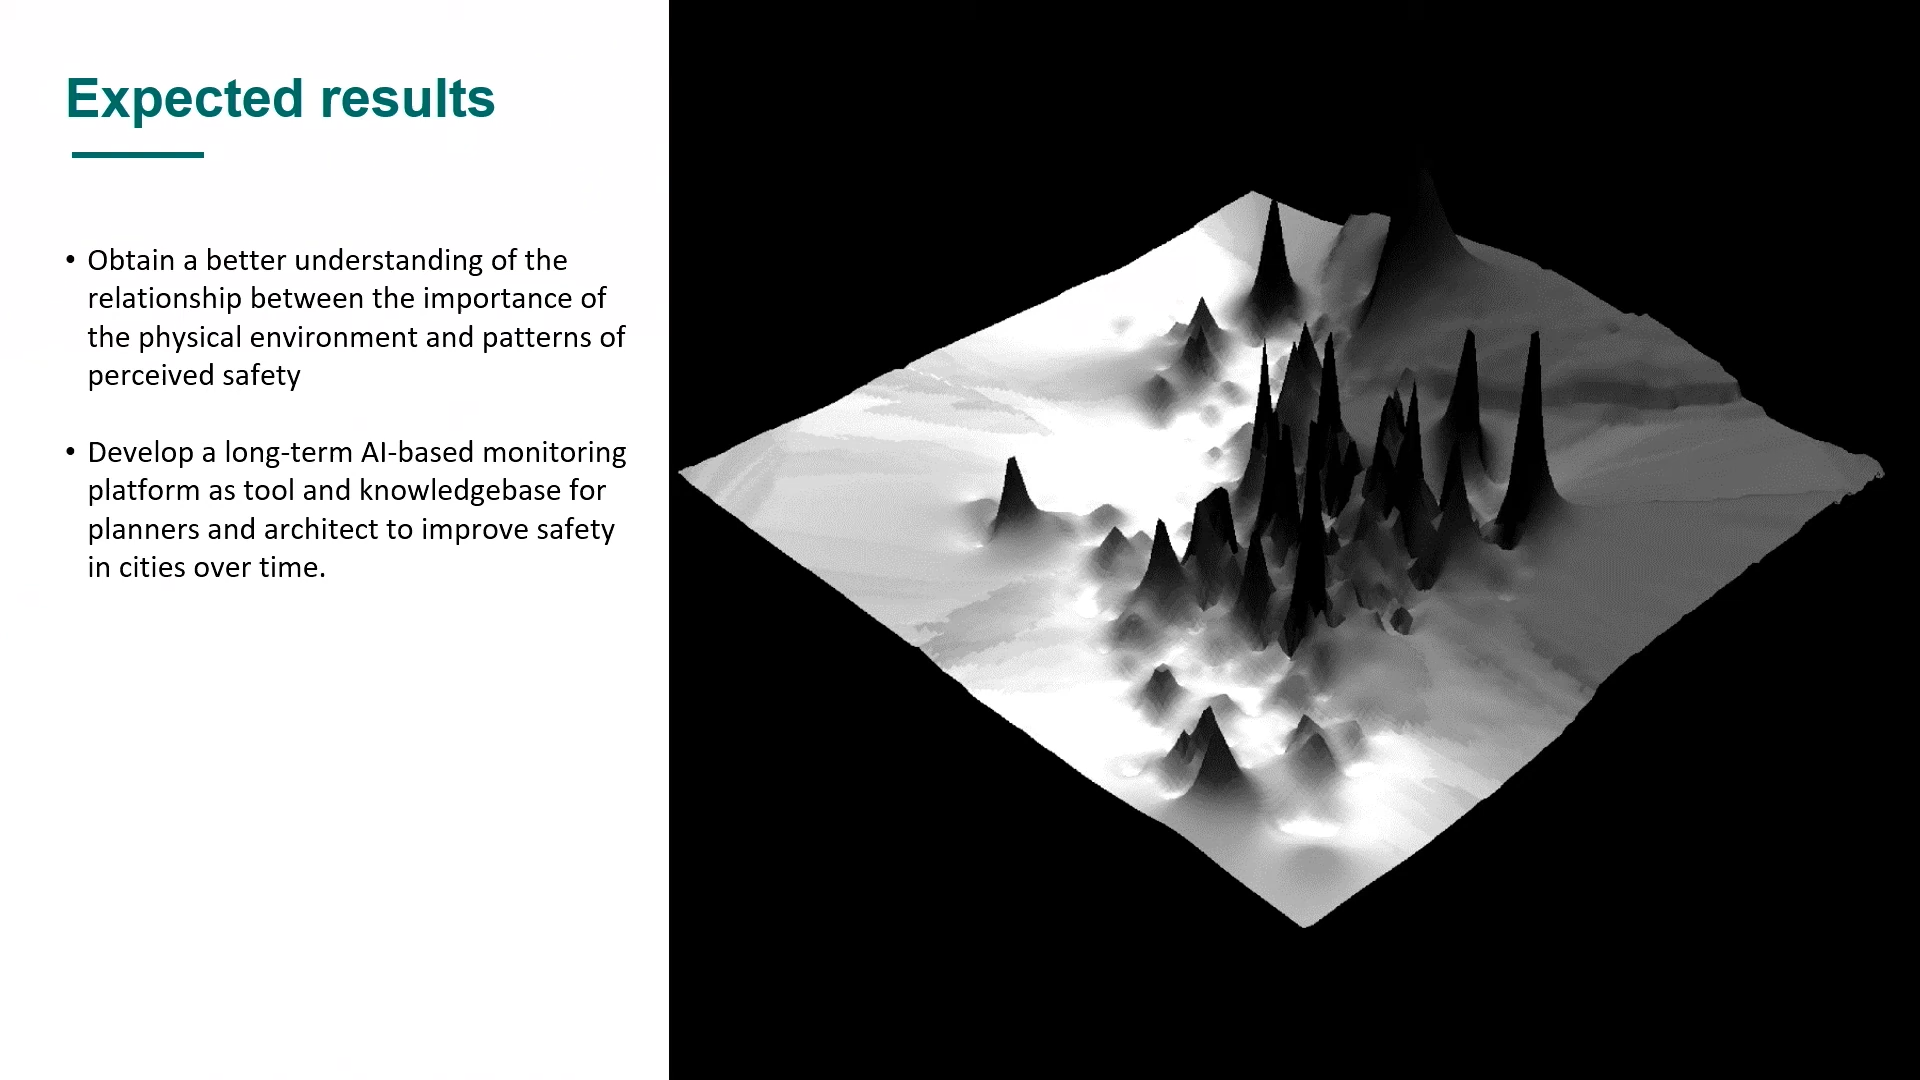 Expected results
• Obtain a better understanding of the
relationship between the importance of
the physical environment and patterns of
perceived safety
• Develop a long-term AI-based monitoring
platform as tool and knowledgebase for
planners and architect to improve safety
in cities over time.